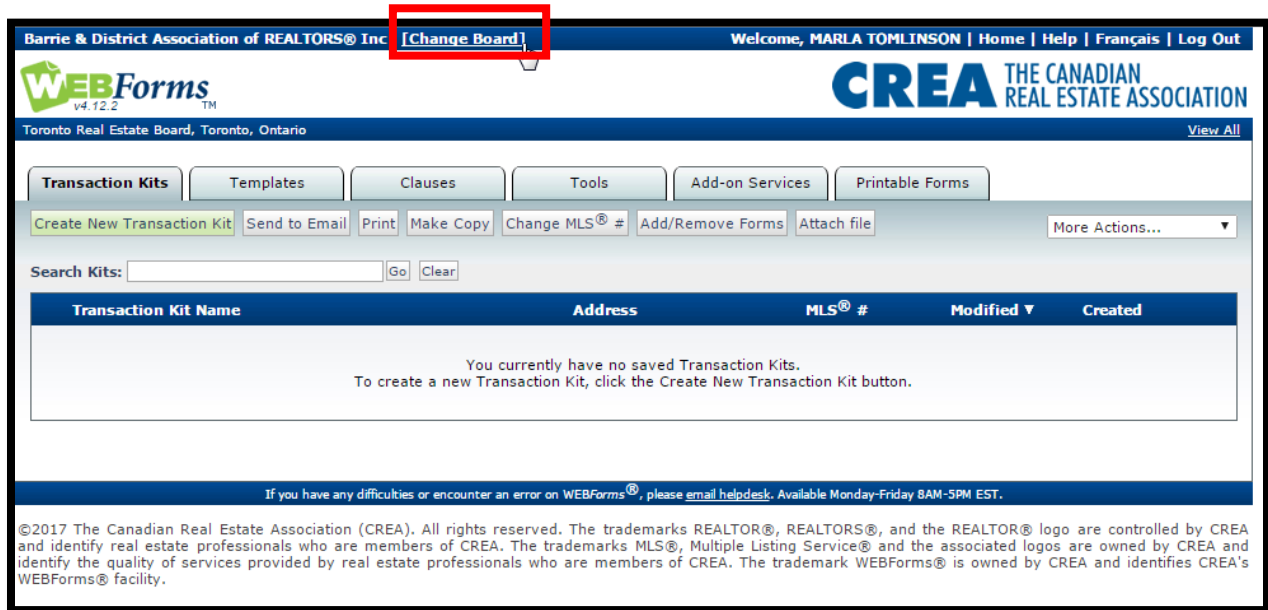 Barrie & District Association of REALTORS® Inc [Change Board] Welcome, MARLA TOMLINSON | Home | Help | Français | Log Out
WEBForms™
v4.12.2
CREA THE CANADIAN
REAL ESTATE ASSOCIATION
Toronto Real Estate Board, Toronto, Ontario View All
Transaction Kits Templates Clauses Tools Add-on Services Printable Forms
Create New Transaction Kit Send to Email Print Make Copy Change MLS® # Add/Remove Forms Attach file More Actions... ▼
Search Kits: Go Clear
Transaction Kit Name Address MLS® # Modified ▼ Created
You currently have no saved Transaction Kits.
To create a new Transaction Kit, click the Create New Transaction Kit button.
If you have any difficulties or encounter an error on WEBForms®, please email helpdesk. Available Monday-Friday 8AM-5PM EST.
©2017 The Canadian Real Estate Association (CREA). All rights reserved. The trademarks REALTOR®, REALTORS®, and the REALTOR® logo are controlled by CREA
and identify real estate professionals who are members of CREA. The trademarks MLS®, Multiple Listing Service® and the associated logos are owned by CREA and
identify the quality of services provided by real estate professionals who are members of CREA. The trademark WEBForms® is owned by CREA and identifies CREA's
WEBForms® facility.